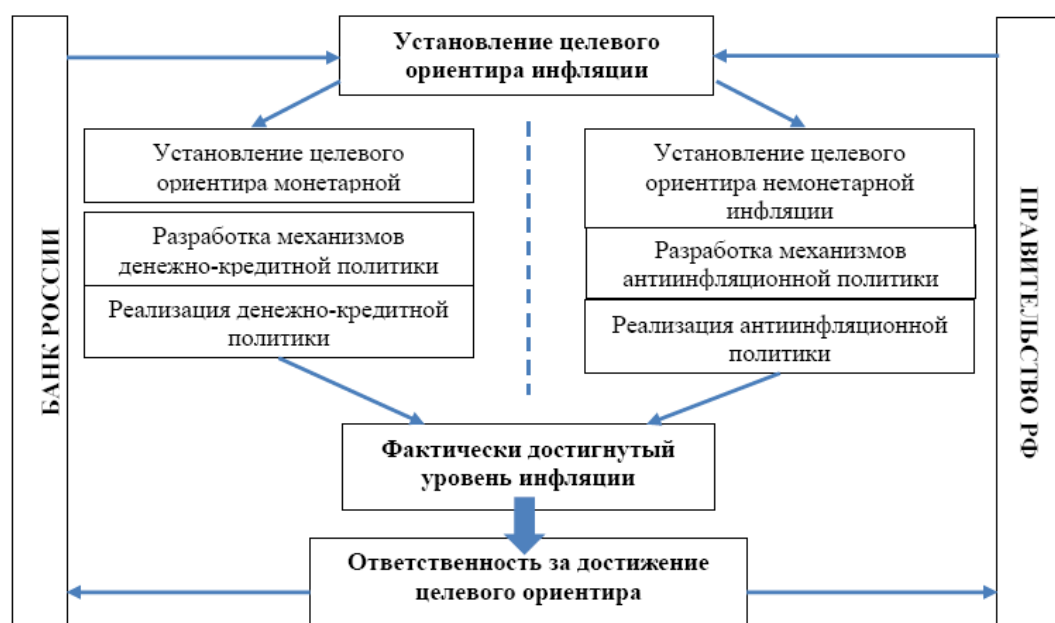 БАНК РОССИИ
Установление целевого
ориентира инфляции
Установление целевого
ориентира монетарной
Разработка механизмов
денежно-кредитной политики
Реализация денежно-кредитной
политики
Установление целевого
ориентира немонетарной
инфляции
Разработка механизмов
антиинфляционной политики
Реализация антиинфляционной
политики
Фактически достигнутый
уровень инфляции
Ответственность за достижение
целевого ориентира
ПРАВИТЕЛЬСТВО РФ